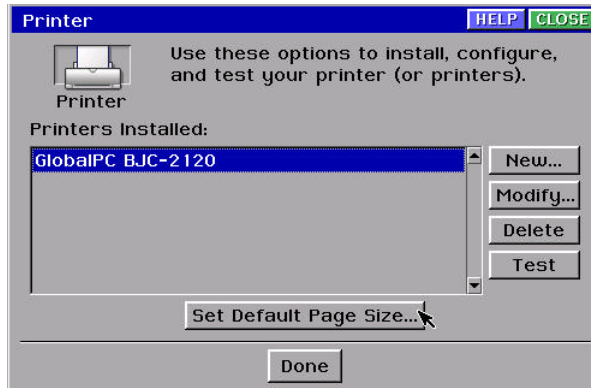 Printer HELP CLOSE
Use these options to install, configure,
and test your printer (or printers).
Printer
Printers Installed:
GlobalPC BJC-2120
New...
Modify...
Delete
Test
Set Default Page Size...
Done